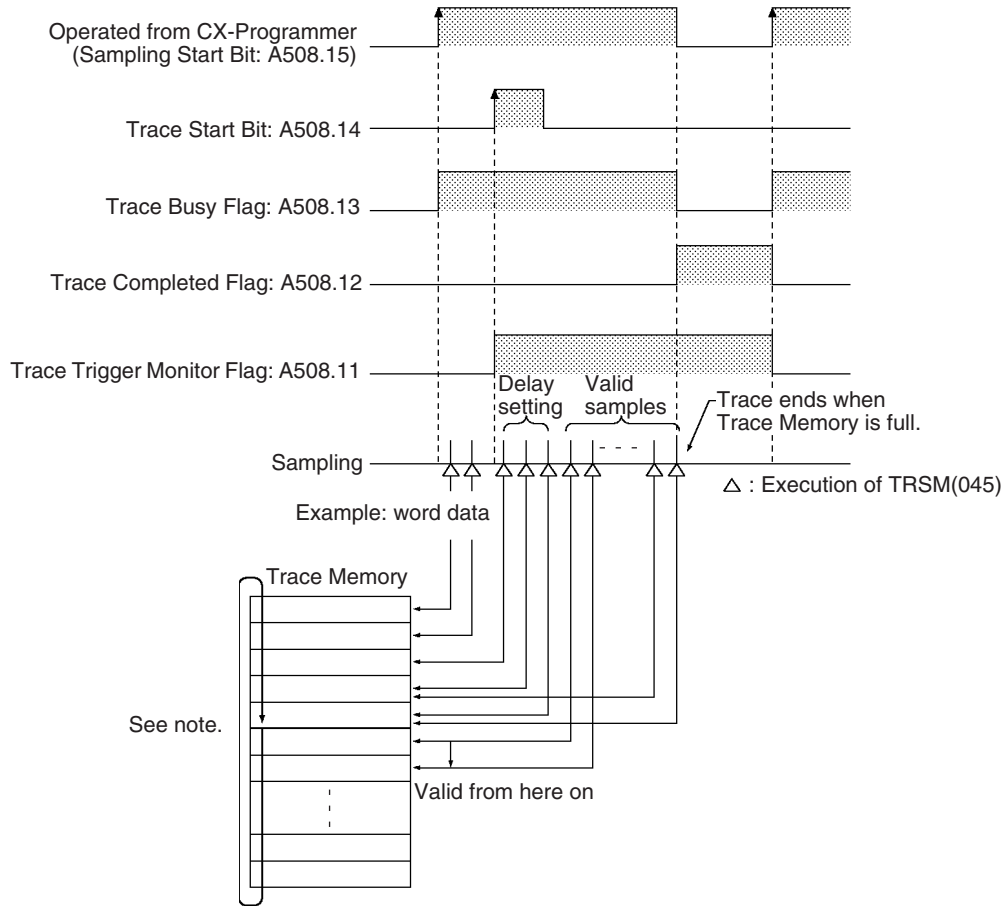 Operated from CX-Programmer
(Sampling Start Bit: A508.15)
Trace Start Bit: A508.14
Trace Busy Flag: A508.13
Trace Completed Flag: A508.12
Trace Trigger Monitor Flag: A508.11
Delay
setting
Valid
samples
Trace ends when
Trace Memory is full.
Sampling
△ : Execution of TRSM(045)
Example: word data
Trace Memory
See note.
Valid from here on